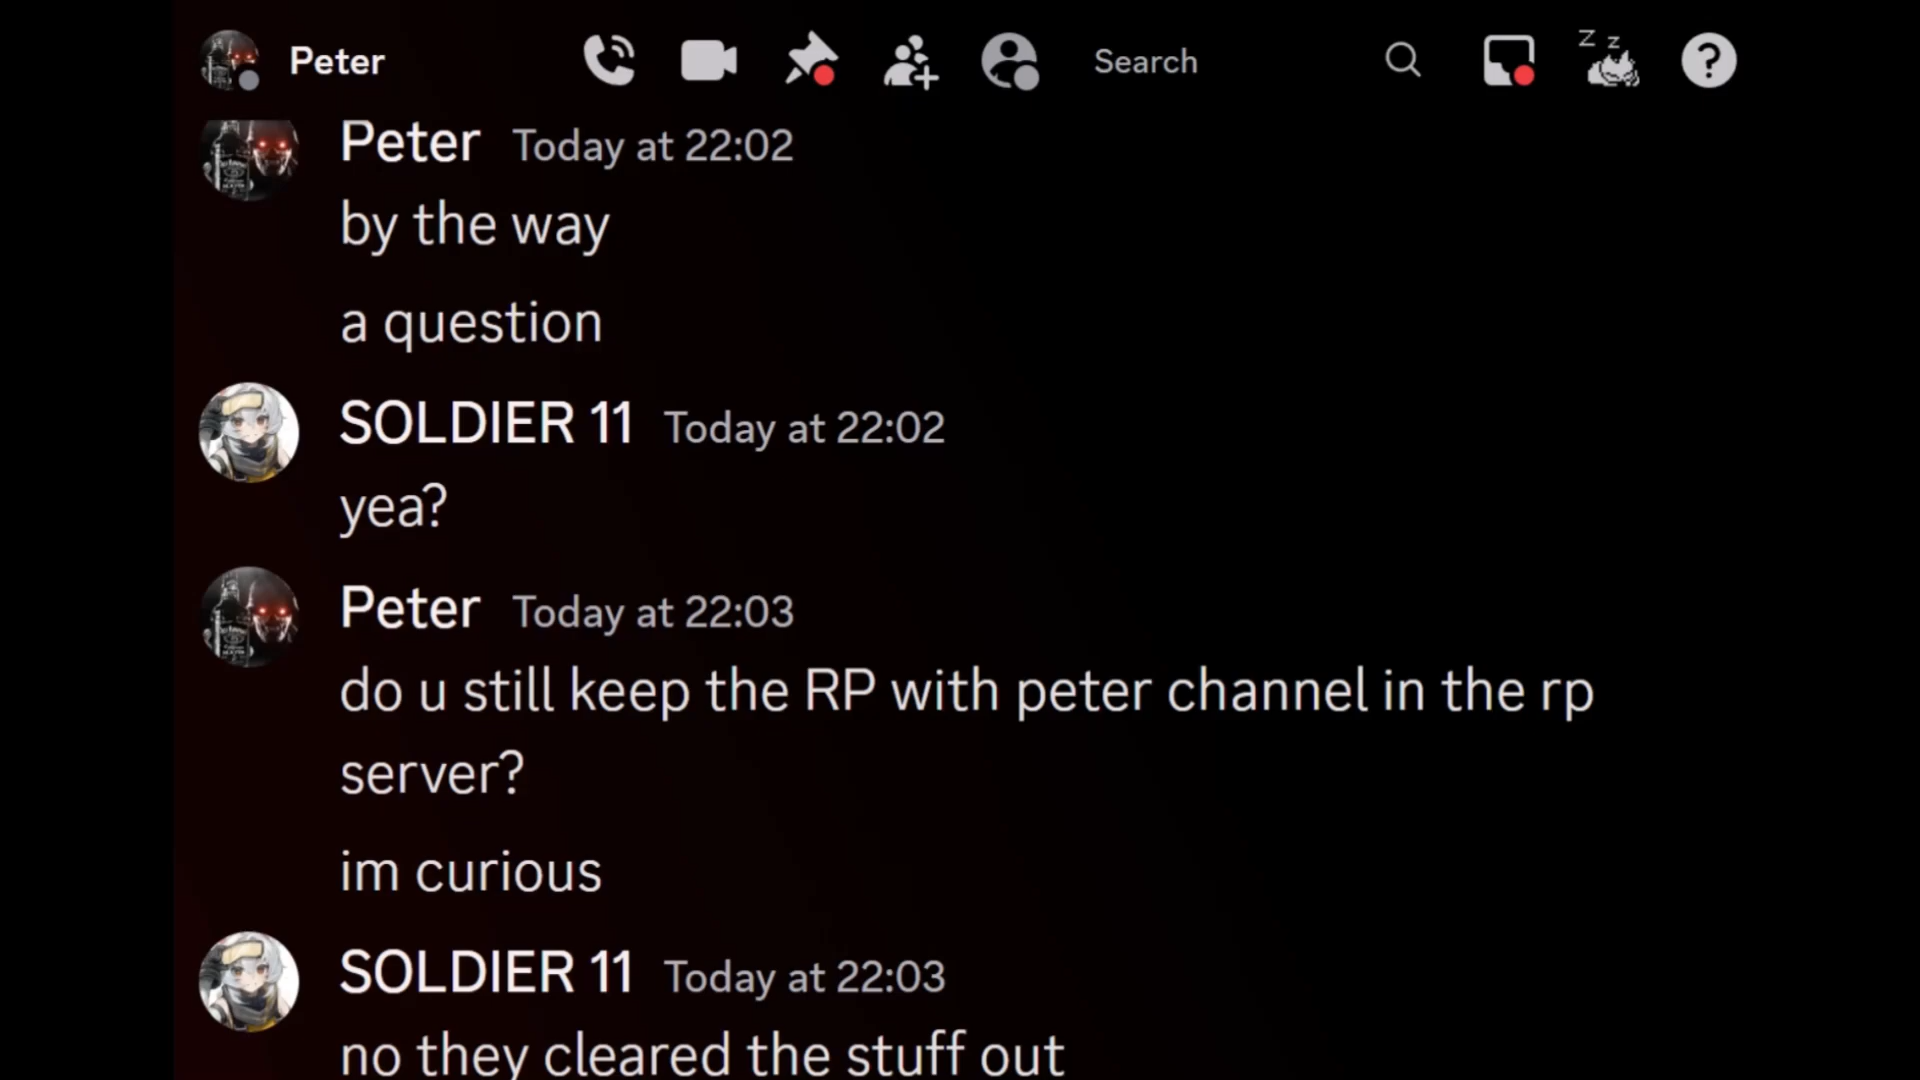 Peter
Search
Z Z
Peter Today at 22:02
by the way
a question
SOLDIER 11 Today at 22:02
yea?
Peter Today at 22:03
do u still keep the RP with peter channel in the rp
server?
im curious
SOLDIER 11 Today at 22:03
no they cleared the stuff out